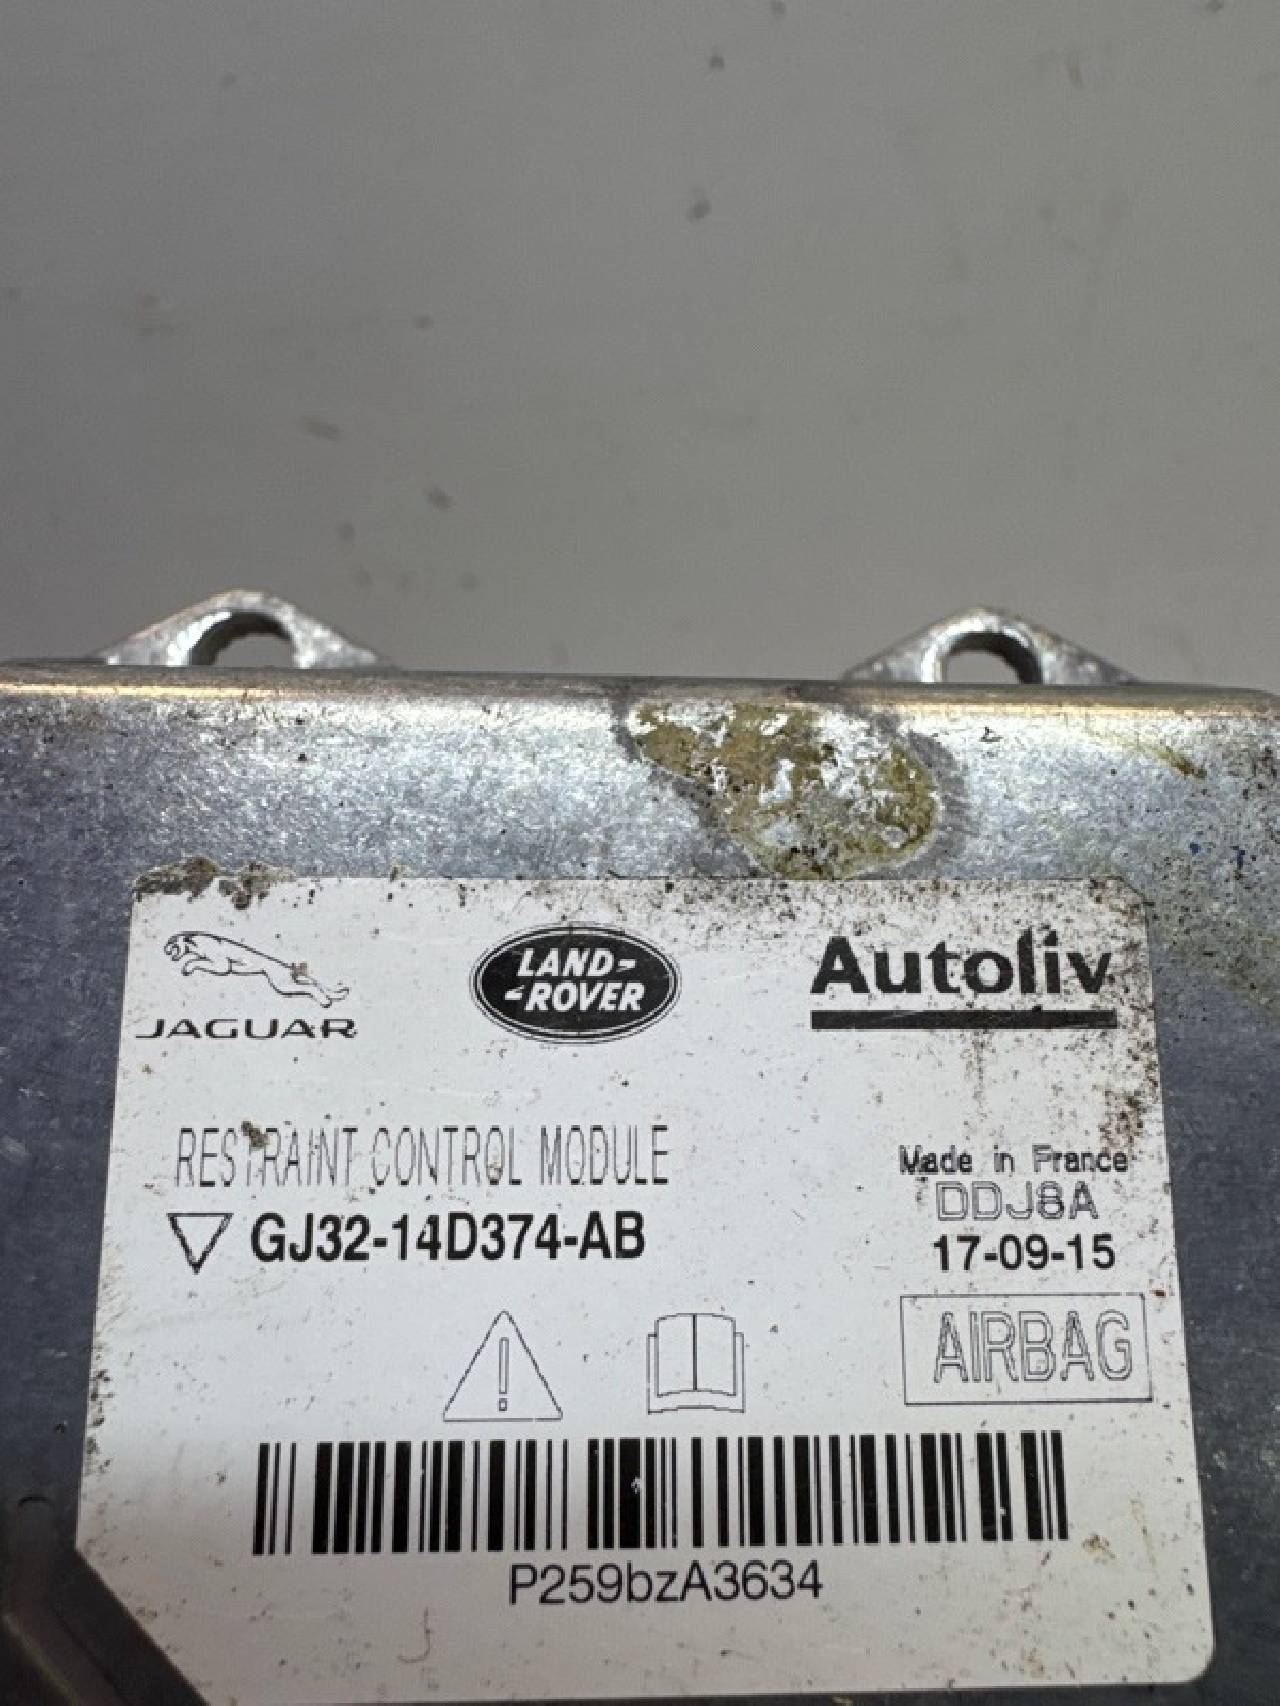 JAGUAR
LAND-
-ROVER
Autoliv
RESTRAINT CONTROL MODULE
Made in France
DDJ8A
GJ32-14D374-AB
17-09-15
AIRBAG
P259bzA3634